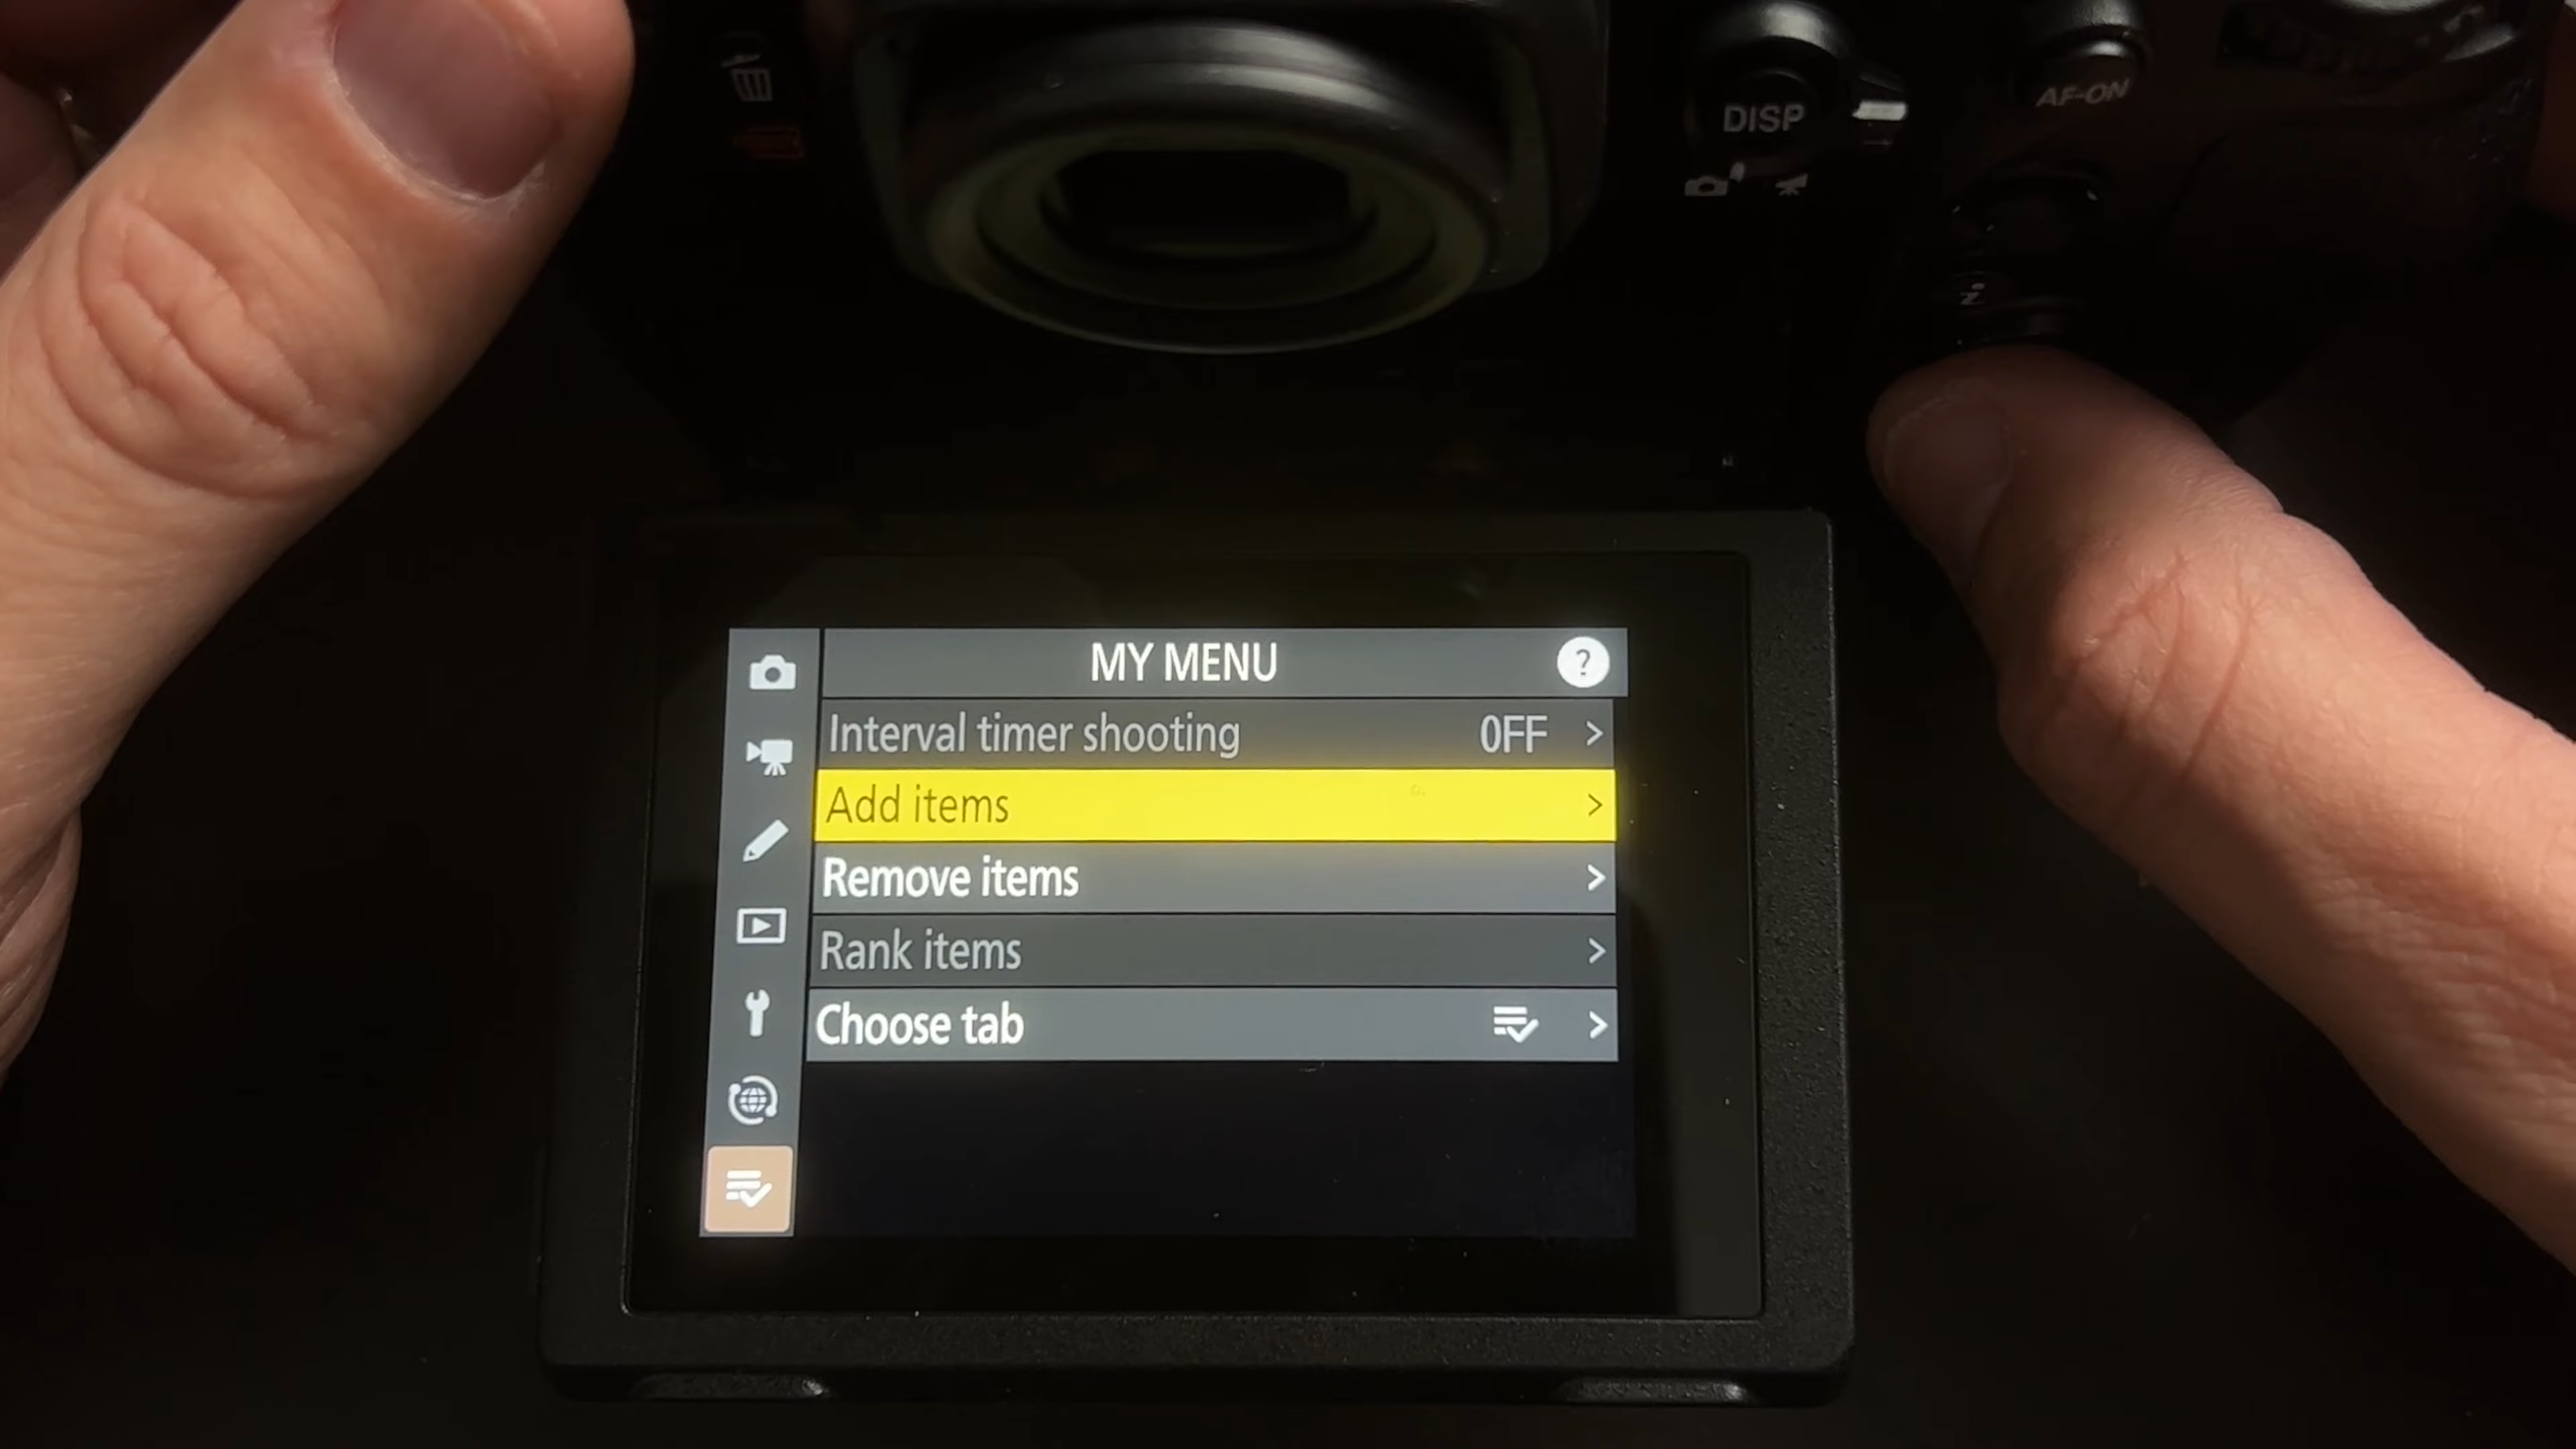 DISP
AF-ON
i
MY MENU ?
Interval timer shooting OFF >
Add items >
Remove items >
Rank items >
Choose tab >